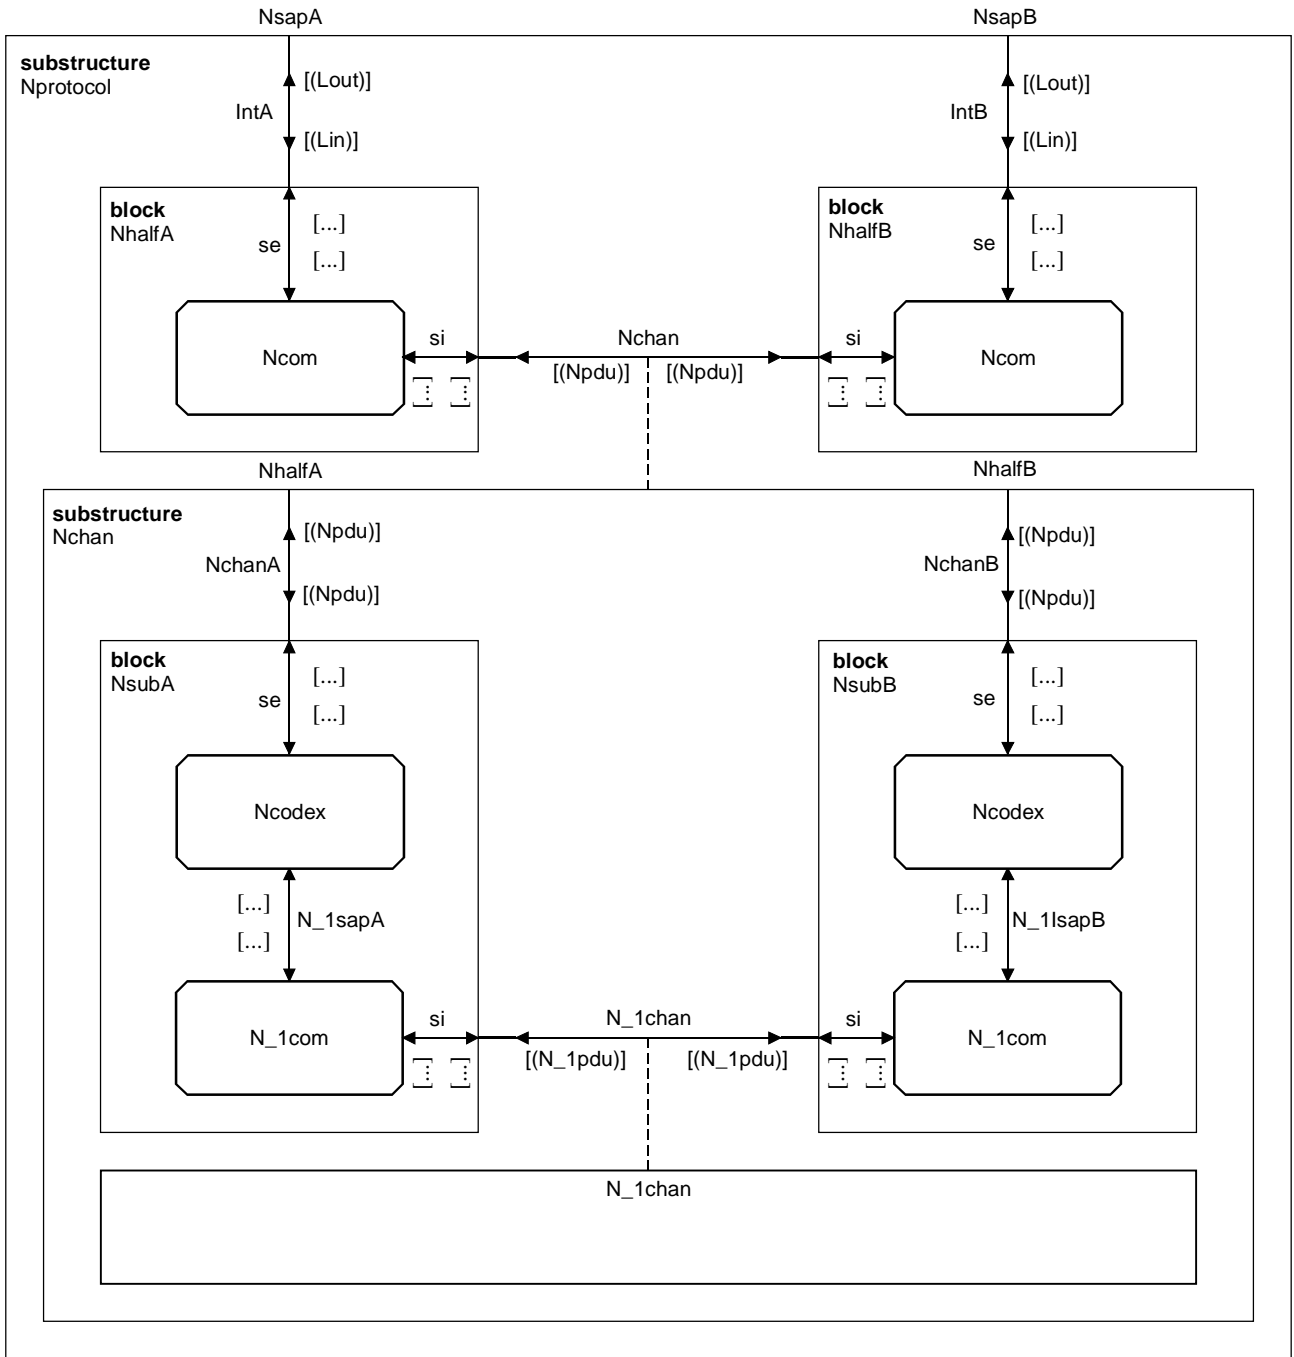 NsapA NsapB
substructure
Nprotocol
[(Lout)] [(Lout)]
IntA IntB
[(Lin)] [(Lin)]
block block
NhalfA NhalfB
[...] [...]
se se
[...] [...]
si Nchan si
Ncom Ncom
[(Npdu)] [(Npdu)]
[...] [...] [...] [...]
NhalfA NhalfB
substructure
Nchan
[(Npdu)] [(Npdu)]
NchanA NchanB
[(Npdu)] [(Npdu)]
block block
NsubA NsubB
[...] [...]
se se
[...] [...]
Ncodex Ncodex
[...] [...]
N_1sapA N_1IsapB
[...] [...]
si N_1chan si
N_1com N_1com
[(N_1pdu)] [(N_1pdu)]
[...] [...] [...] [...]
N_1chan